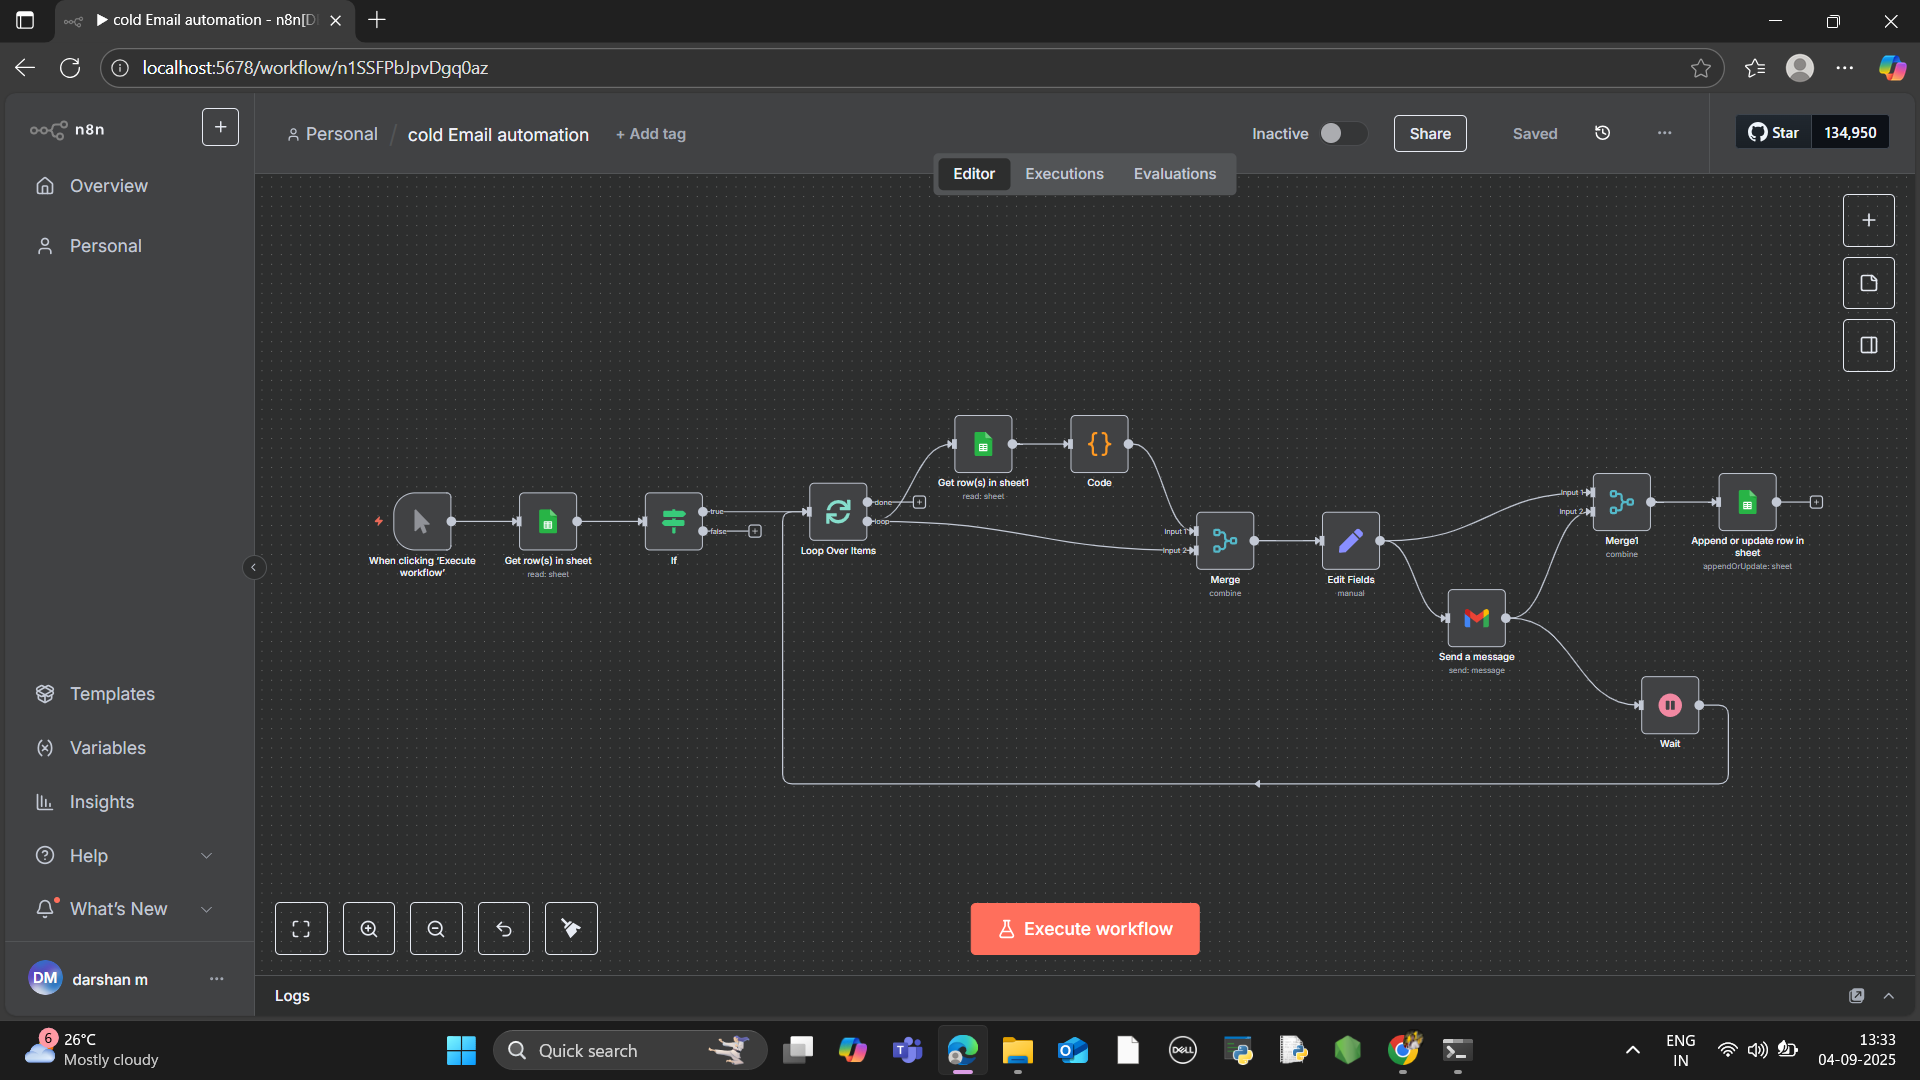 ▶ cold Email automation - n8n[D
localhost:5678/workflow/n1SSFPbJpvDgq0az
n8n
Personal / cold Email automation + Add tag
Inactive
Share
Saved
Star 134,950
Editor Executions Evaluations
Overview
Personal
Templates
Variables
Insights
Help
What's New
DM darshan m
When clicking 'Execute
workflow'
Get row(s) in sheet
read: sheet
If
true
false
Loop Over Items
done
loop
Get row(s) in sheet1
read: sheet
Code
Input 1
Input 2
Merge
combine
Edit Fields
manual
Send a message
send: message
Input 1
Input 2
Merge1
combine
Append or update row in
sheet
appendOrUpdate: sheet
Wait
Execute workflow
Logs
6
26°C
Mostly cloudy
Quick search
DELL
ENG
IN
13:33
04-09-2025